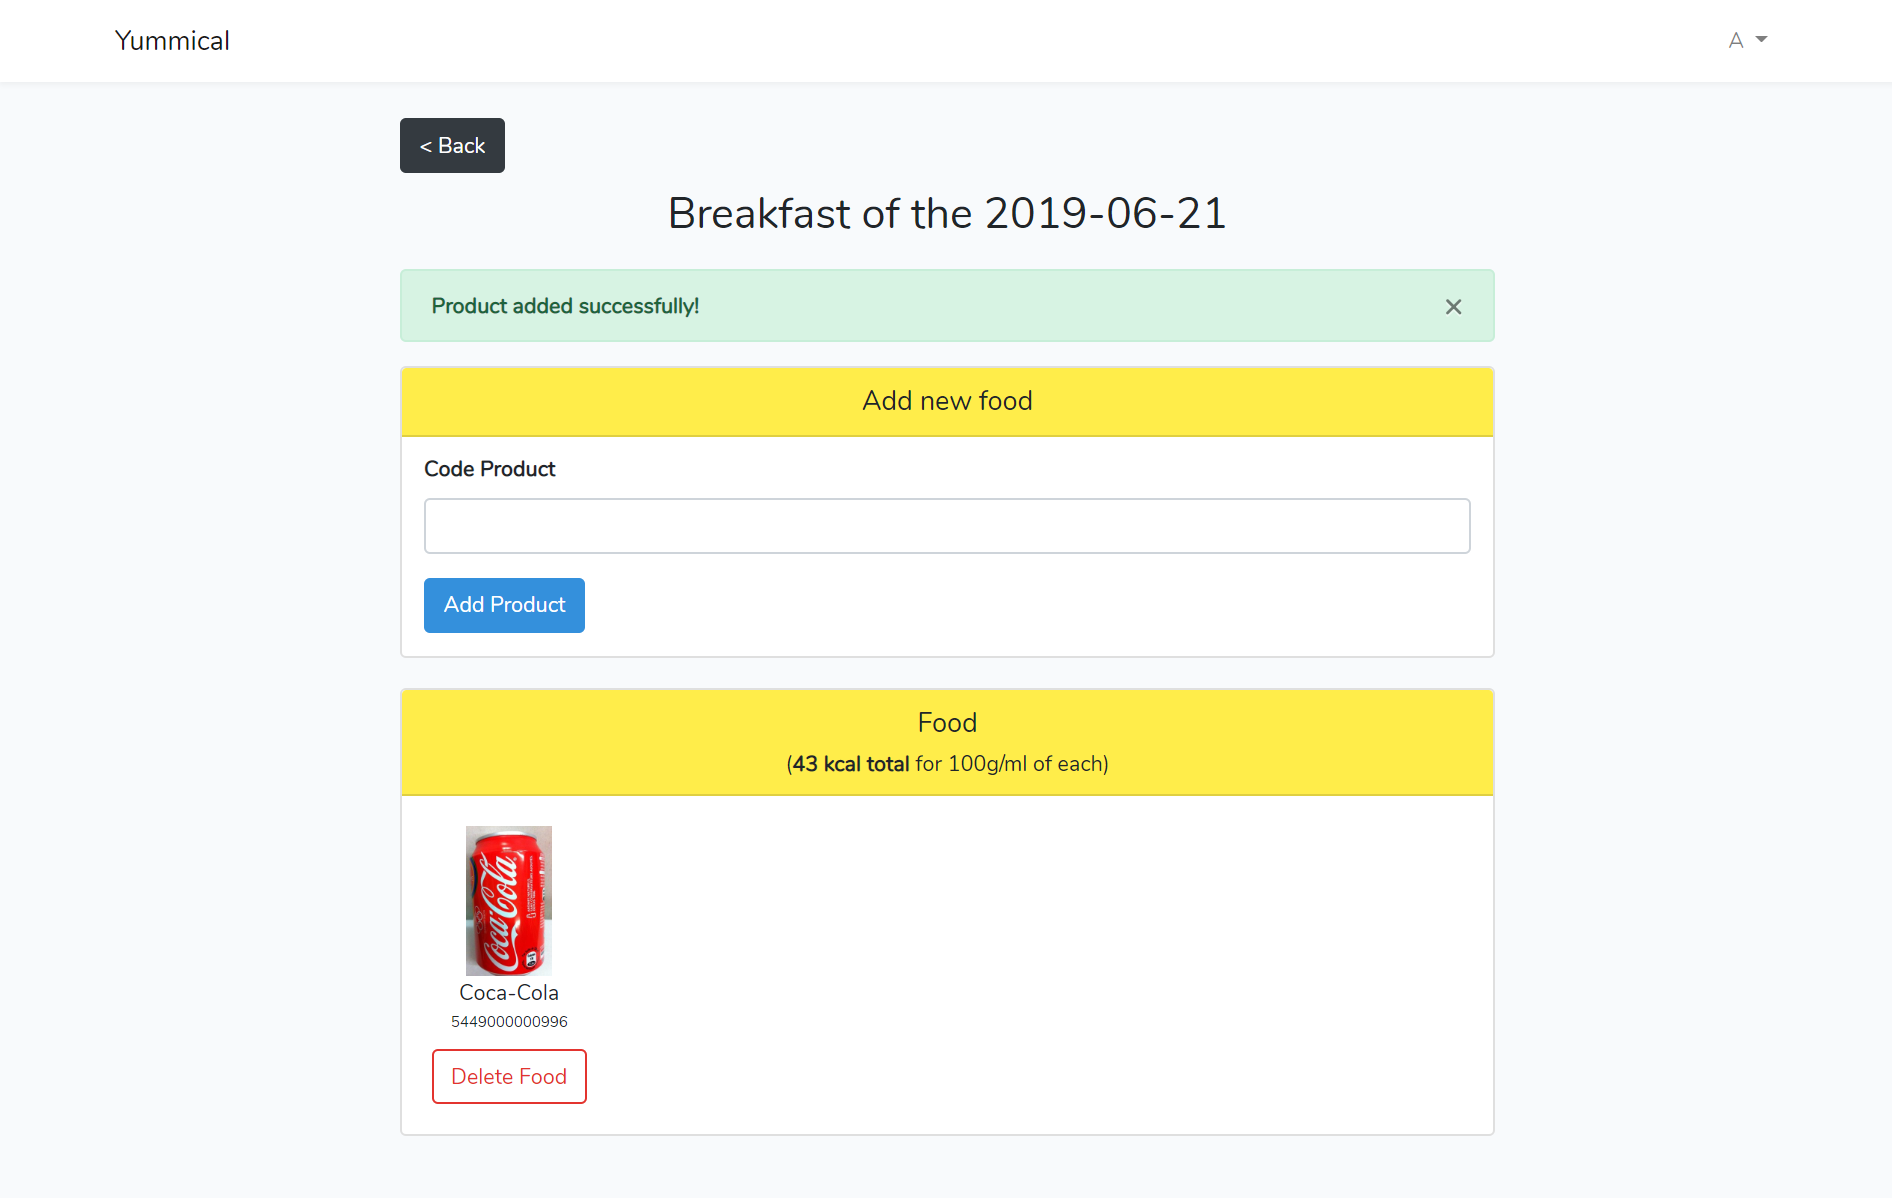 Yummical
A
< Back
Breakfast of the 2019-06-21
Product added successfully!
×
Add new food
Code Product
Add Product
Food
(43 kcal total for 100g/ml of each)
Coca-Cola
Coca-Cola
5449000000996
Delete Food